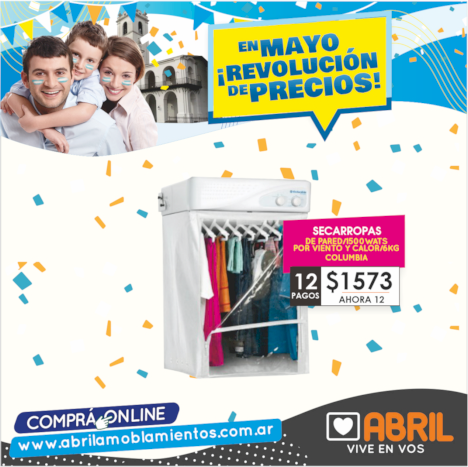 EN MAYO
¡REVOLUCIÓN
DE PRECIOS!
SECARROPAS
DE PARED/1500 WATS
POR VIENTO Y CALOR/6KG
COLUMBIA
12
PAGOS
$1573
AHORA 12
COMPRÁ ONLINE
www.abrilamoblamientos.com.ar
ABRIL
VIVE EN VOS